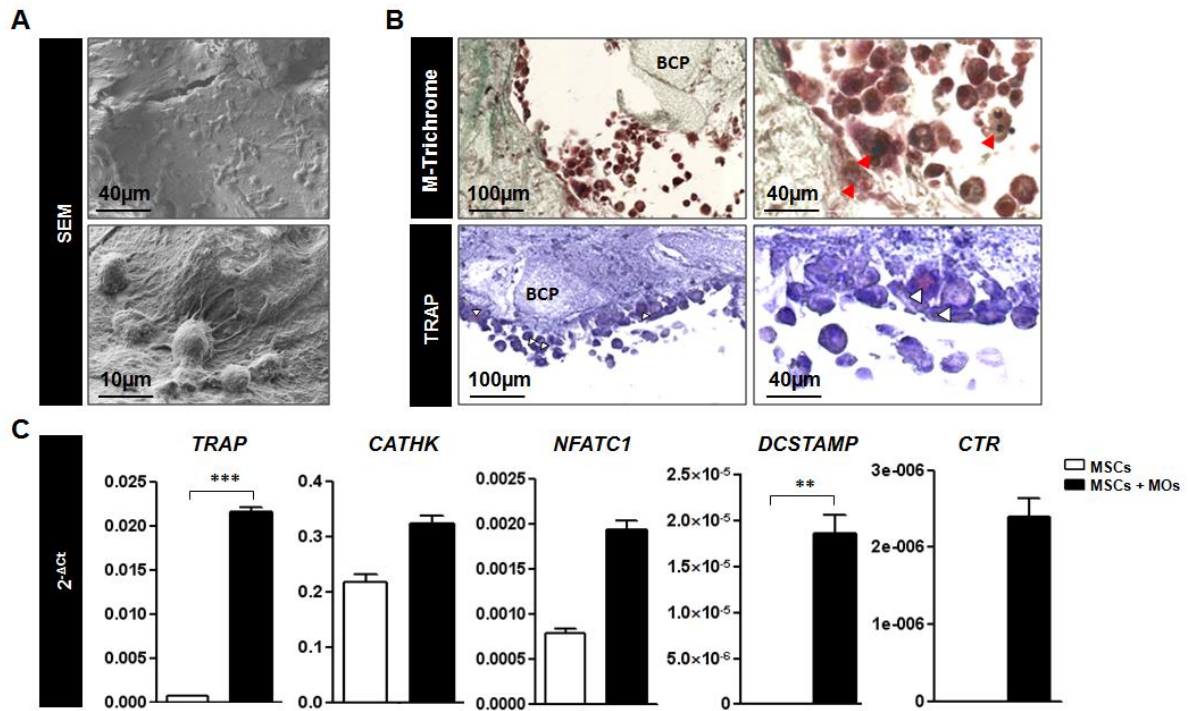 A
B
SEM
40µm
10µm
M-Trichrome
BCP
100µm
40µm
TRAP
BCP
100µm
40µm
C
2-ΔCt
TRAP
0.025
0.020
0.015
0.010
0.005
0.000
***
CATHK
0.4
0.3
0.2
0.1
0.0
NFATC1
0.0025
0.0020
0.0015
0.0010
0.0005
0.0000
DCSTAMP
2.5×10-5
2.0×10-5
1.5×10-5
1.0×10-5
5.0×10-6
0
**
CTR
3e-006
2e-006
1e-006
0
MSCs
MSCs + MOs